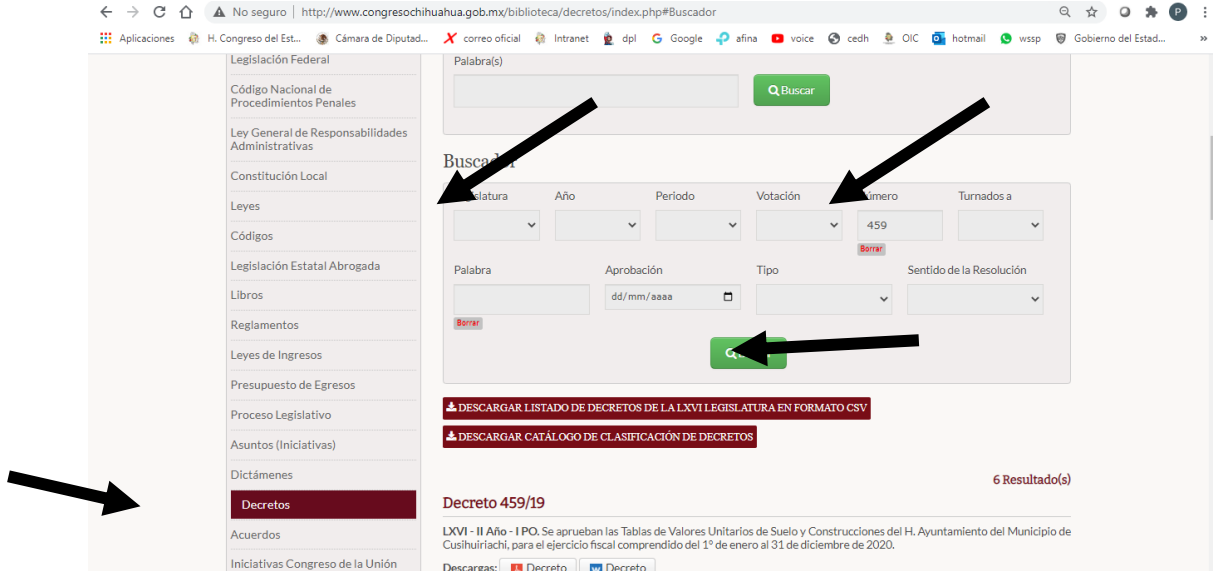 No seguro | http://www.congresochihuahua.gob.mx/biblioteca/decretos/index.php#Buscador
P
Aplicaciones H. Congreso del Est... Cámara de Diputad... correo oficial Intranet dpl Google afina voice cedh OIC hotmail wssp Gobierno del Estad... »
Legislación Federal
Código Nacional de
Procedimientos Penales
Ley General de Responsabilidades
Administrativas
Constitución Local
Leyes
Códigos
Legislación Estatal Abrogada
Libros
Reglamentos
Leyes de Ingresos
Presupuesto de Egresos
Proceso Legislativo
Asuntos (Iniciativas)
Dictámenes
Decretos
Acuerdos
Iniciativas Congreso de la Unión
Palabra(s)
Buscar
Buscador
Año Periodo Votación Turnados a
459
Borrar
Palabra Aprobación Tipo Sentido de la Resolución
dd/mm/aaaa
Borrar
DESCARGAR LISTADO DE DECRETOS DE LA LXVI LEGISLATURA EN FORMATO CSV
DESCARGAR CATÁLOGO DE CLASIFICACIÓN DE DECRETOS
6 Resultado(s)
Decreto 459/19
LXVI - II Año - I PO. Se aprueban las Tablas de Valores Unitarios de Suelo y Construcciones del H. Ayuntamiento del Municipio de
Cusihuiriachi, para el ejercicio fiscal comprendido del 1° de enero al 31 de diciembre de 2020.
Descargas: Decreto Decreto